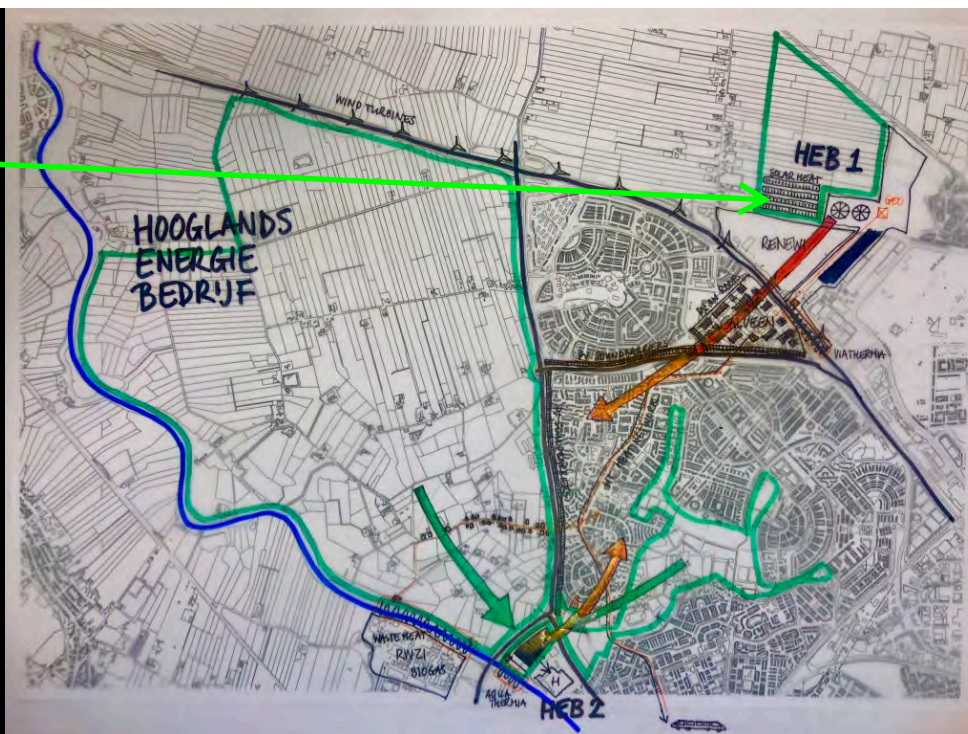 WIND TURBINES
HEB 1
SOLAR HEAT
GEO
HOOGLANDS
ENERGIE
BEDRIJF
RENEWI
VIATHERMIA
WASTE HEAT
RWZI
BIOGAS
AQUA
THERMIA
H
HEB 2